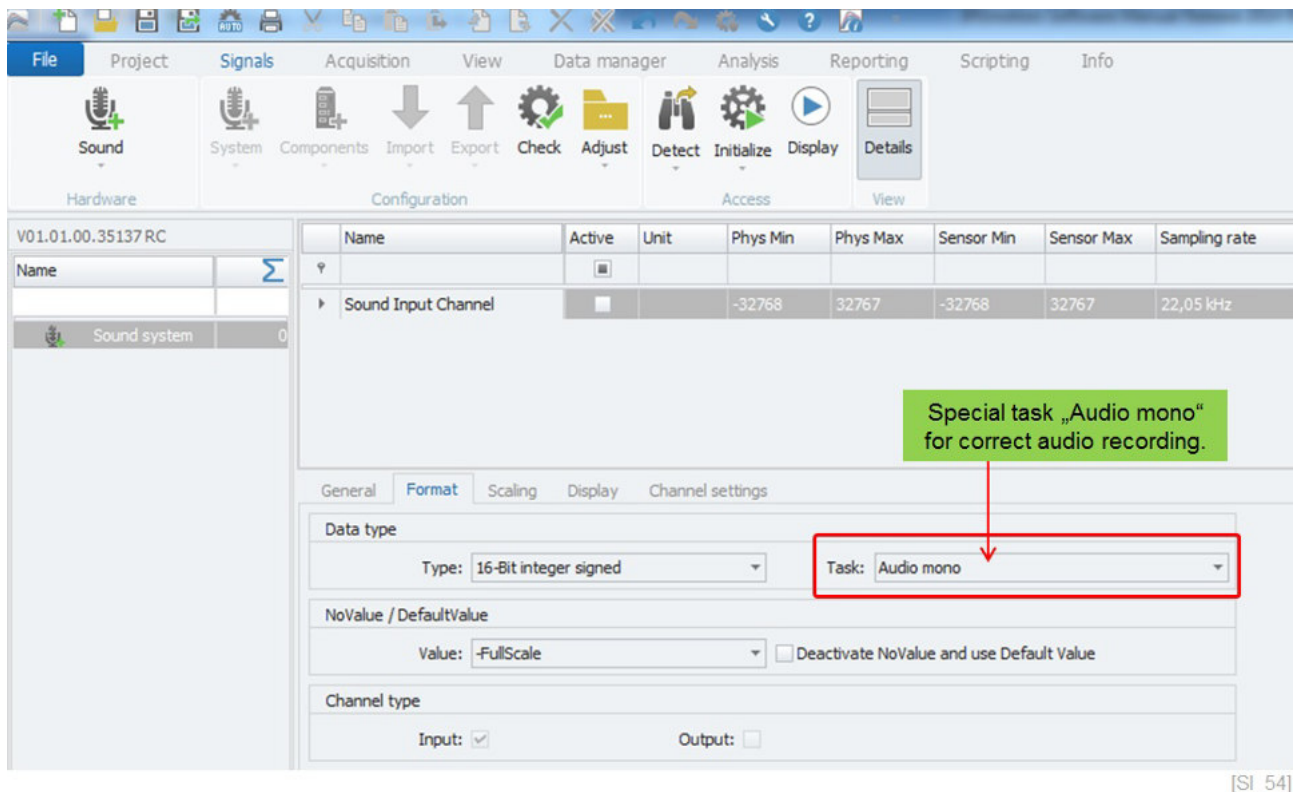 AUTO
File Project Signals Acquisition View Data manager Analysis Reporting Scripting Info
Sound System Components Import Export Check Adjust Detect Initialize Display Details
Hardware Configuration Access View
V01.01.00.35137 RC
Name Σ
Sound system 0
Name Active Unit Phys Min Phys Max Sensor Min Sensor Max Sampling rate
Sound Input Channel -32768 32767 -32768 32767 22,05 kHz
Special task „Audio mono“
for correct audio recording.
General Format Scaling Display Channel settings
Data type
Type: 16-Bit integer signed Task: Audio mono
NoValue / DefaultValue
Value: -FullScale Deactivate NoValue and use Default Value
Channel type
Input: Output:
[SI_54]